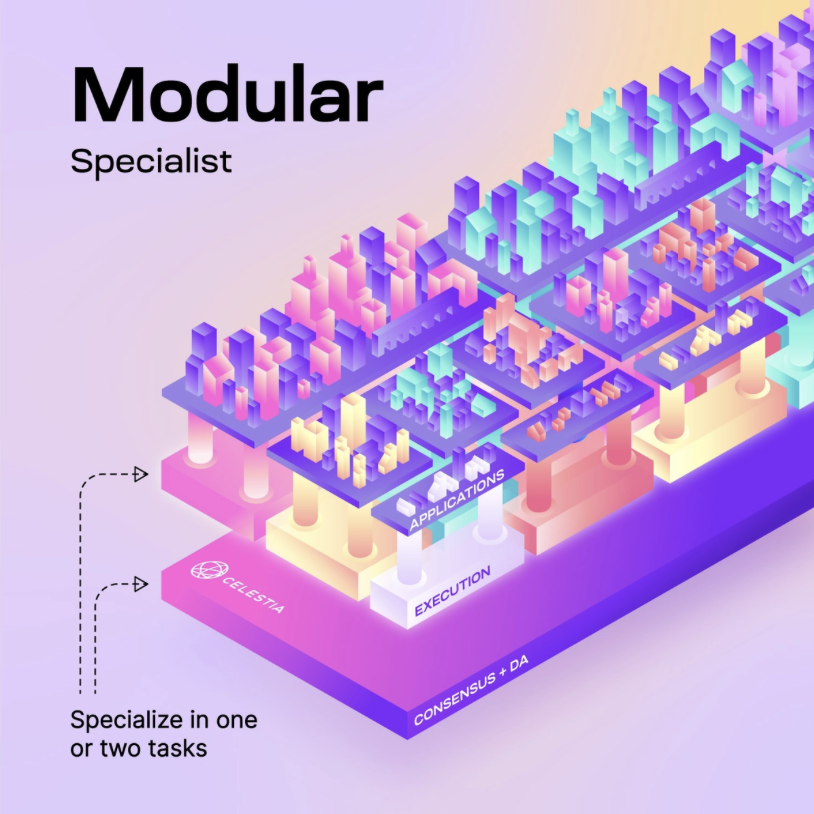 Modular
Specialist
APPLICATIONS
EXECUTION
CELESTIA
CONSENSUS + DA
Specialize in one
or two tasks